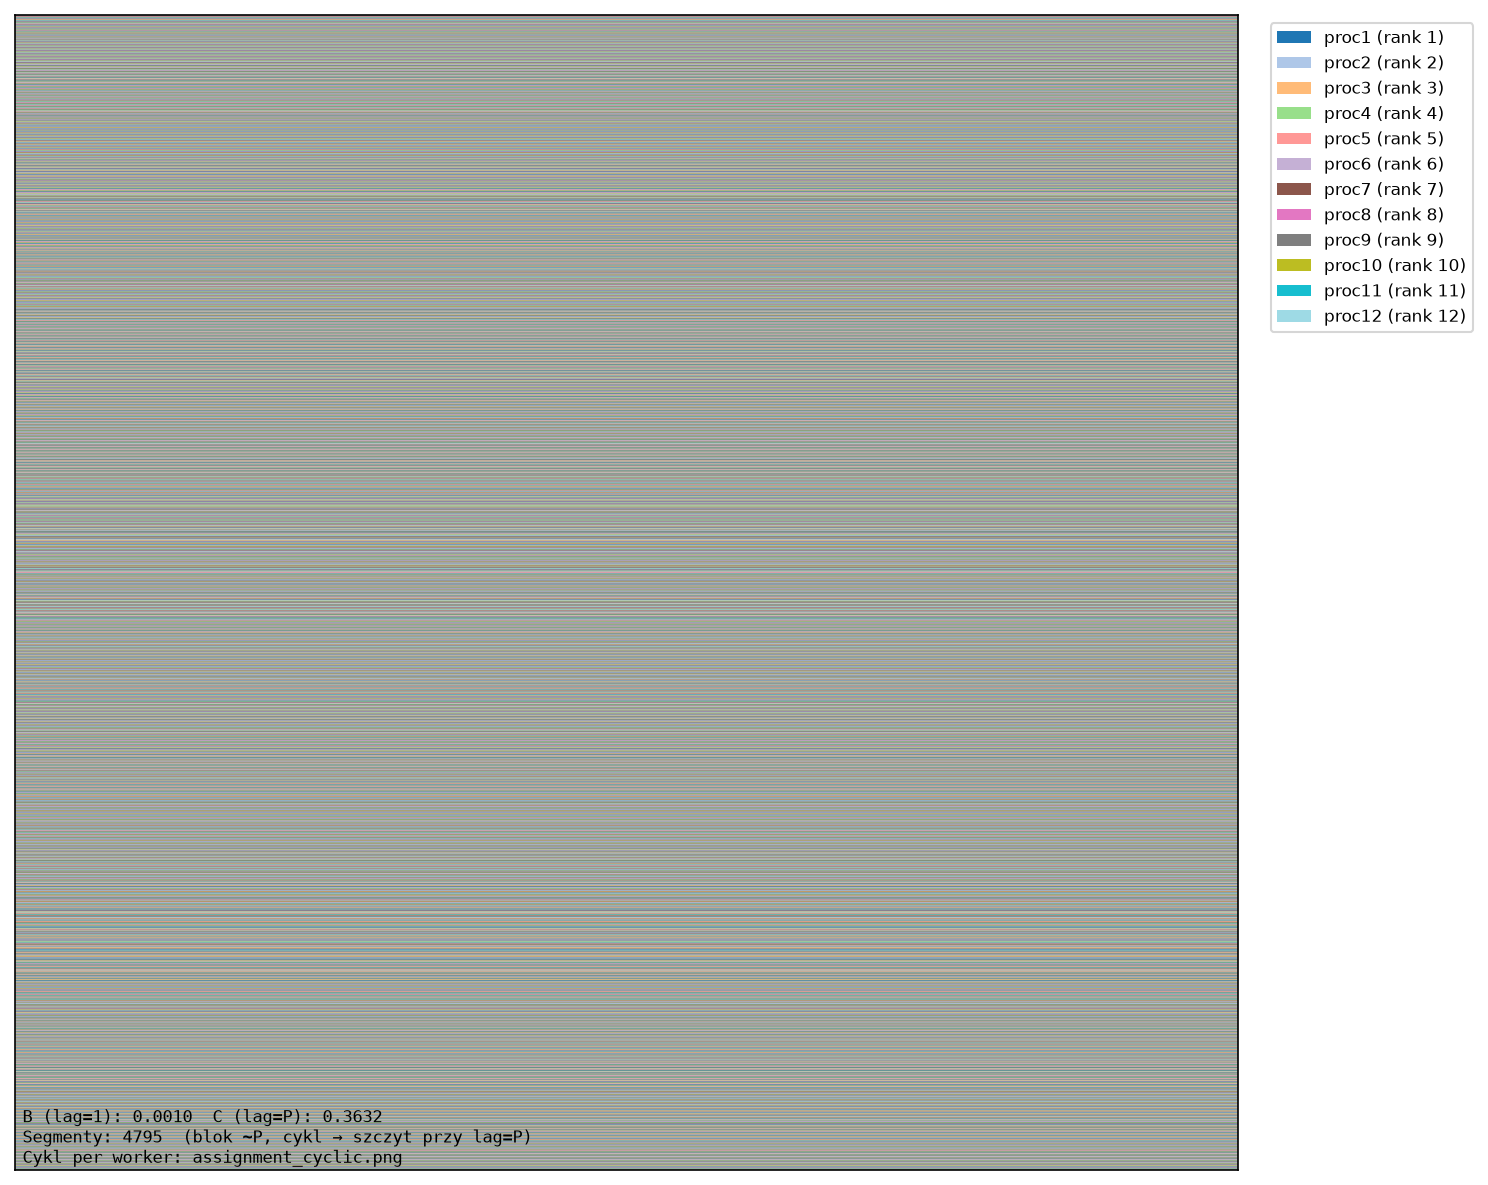 proc1 (rank 1)
proc2 (rank 2)
proc3 (rank 3)
proc4 (rank 4)
proc5 (rank 5)
proc6 (rank 6)
proc7 (rank 7)
proc8 (rank 8)
proc9 (rank 9)
proc10 (rank 10)
proc11 (rank 11)
proc12 (rank 12)
B (lag=1): 0.0010  C (lag=P): 0.3632
Segmenty: 4795  (blok ~P, cykl → szczyt przy lag=P)
Cykl per worker: assignment_cyclic.png